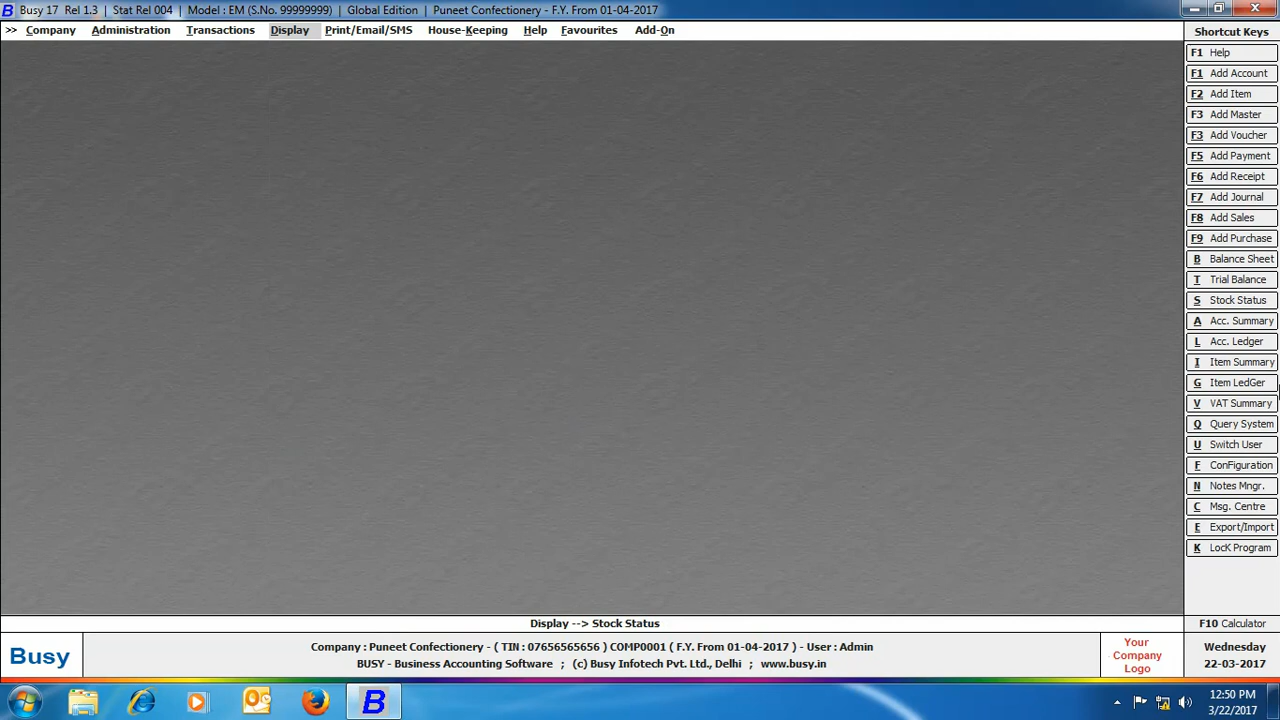 Busy 17 Rel 1.3 | Stat Rel 004 | Model : EM (S.No. 99999999) | Global Edition | Puneet Confectionery - F.Y. From 01-04-2017
>> Company Administration Transactions Display Print/Email/SMS House-Keeping Help Favourites Add-On
Shortcut Keys
F1 Help
F1 Add Account
F2 Add Item
F3 Add Master
F3 Add Voucher
F5 Add Payment
F6 Add Receipt
F7 Add Journal
F8 Add Sales
F9 Add Purchase
B Balance Sheet
T Trial Balance
S Stock Status
A Acc. Summary
L Acc. Ledger
I Item Summary
G Item LedGer
V VAT Summary
Q Query System
U Switch User
F ConFiguration
N Notes Mngr.
C Msg. Centre
E Export/Import
K LocK Program
Display --> Stock Status
F10 Calculator
Busy
Company : Puneet Confectionery - ( TIN : 07656565656 ) COMP0001 ( F.Y. From 01-04-2017 ) - User : Admin
BUSY - Business Accounting Software ; (c) Busy Infotech Pvt. Ltd., Delhi ; www.busy.in
Your
Company
Logo
Wednesday
22-03-2017
B
12:50 PM
3/22/2017